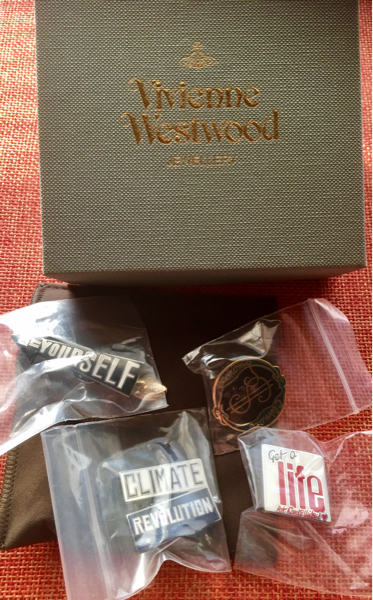 Vivienne
Westwood
JEWELLERY
YOURSELF
CLIMATE
REVOLUTION
Get a
life